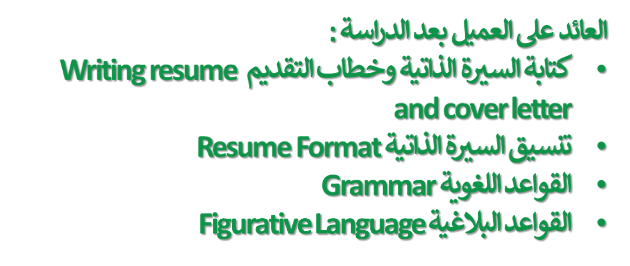 العائد على العميل بعد الدراسة :
• كتابة السيرة الذاتية وخطاب التقديم Writing resume
and cover letter
• تنسيق السيرة الذاتية Resume Format
• القواعد اللغوية Grammar
• القواعد البلاغية Figurative Language